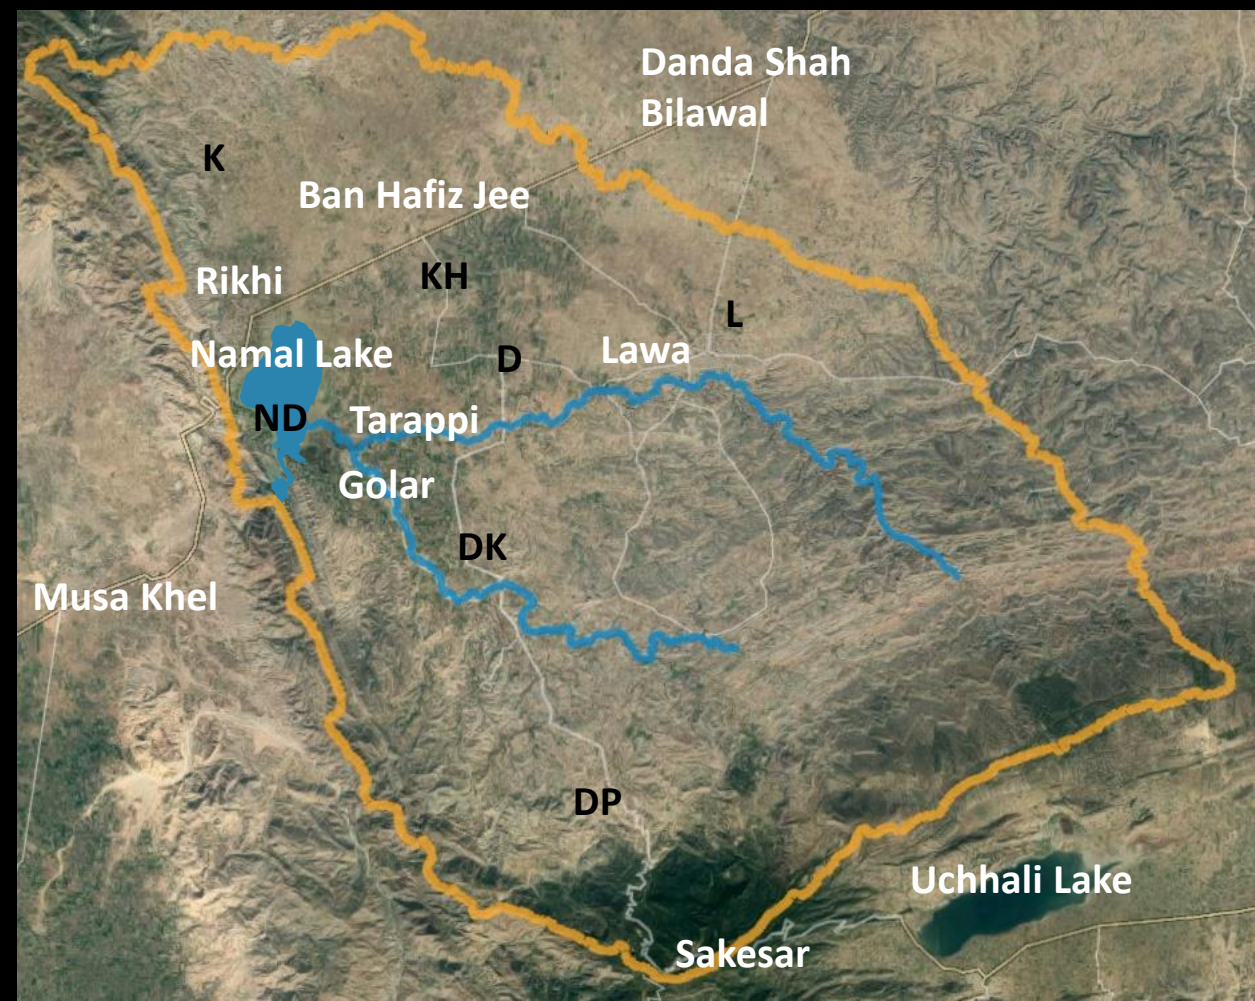 Danda Shah
Bilawal
K
Ban Hafiz Jee
Rikhi
KH
L
Namal Lake
D
Lawa
ND
Tarappi
Golar
DK
Musa Khel
DP
Uchhali Lake
Sakesar